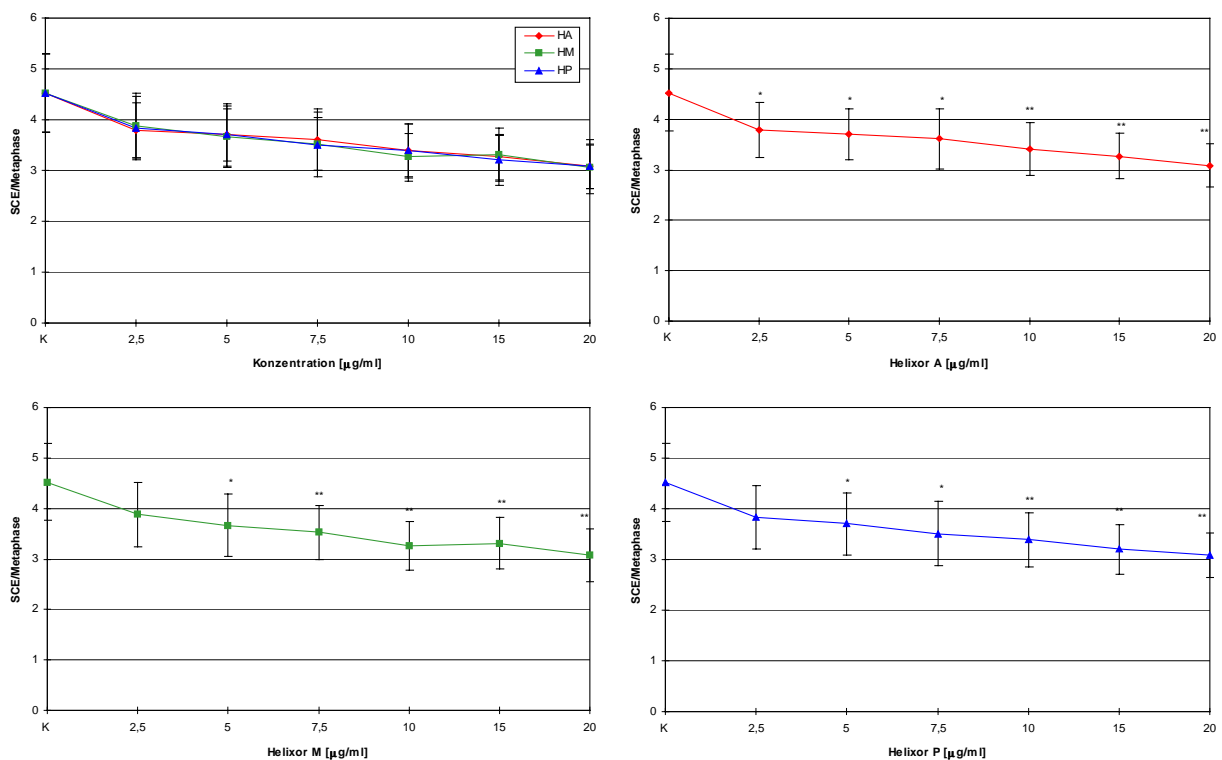 6
5
4
3
2
1
0
SCE/Metaphase
HA
HM
HP
K 2,5 5 7,5 10 15 20
Konzentration [µg/ml]
6
5
4
3
2
1
0
SCE/Metaphase
* * * ** ** **
K 2,5 5 7,5 10 15 20
Helixor A [µg/ml]
6
5
4
3
2
1
0
SCE/Metaphase
* ** ** ** **
K 2,5 5 7,5 10 15 20
Helixor M [µg/ml]
6
5
4
3
2
1
0
SCE/Metaphase
* * ** ** **
K 2,5 5 7,5 10 15 20
Helixor P [µg/ml]